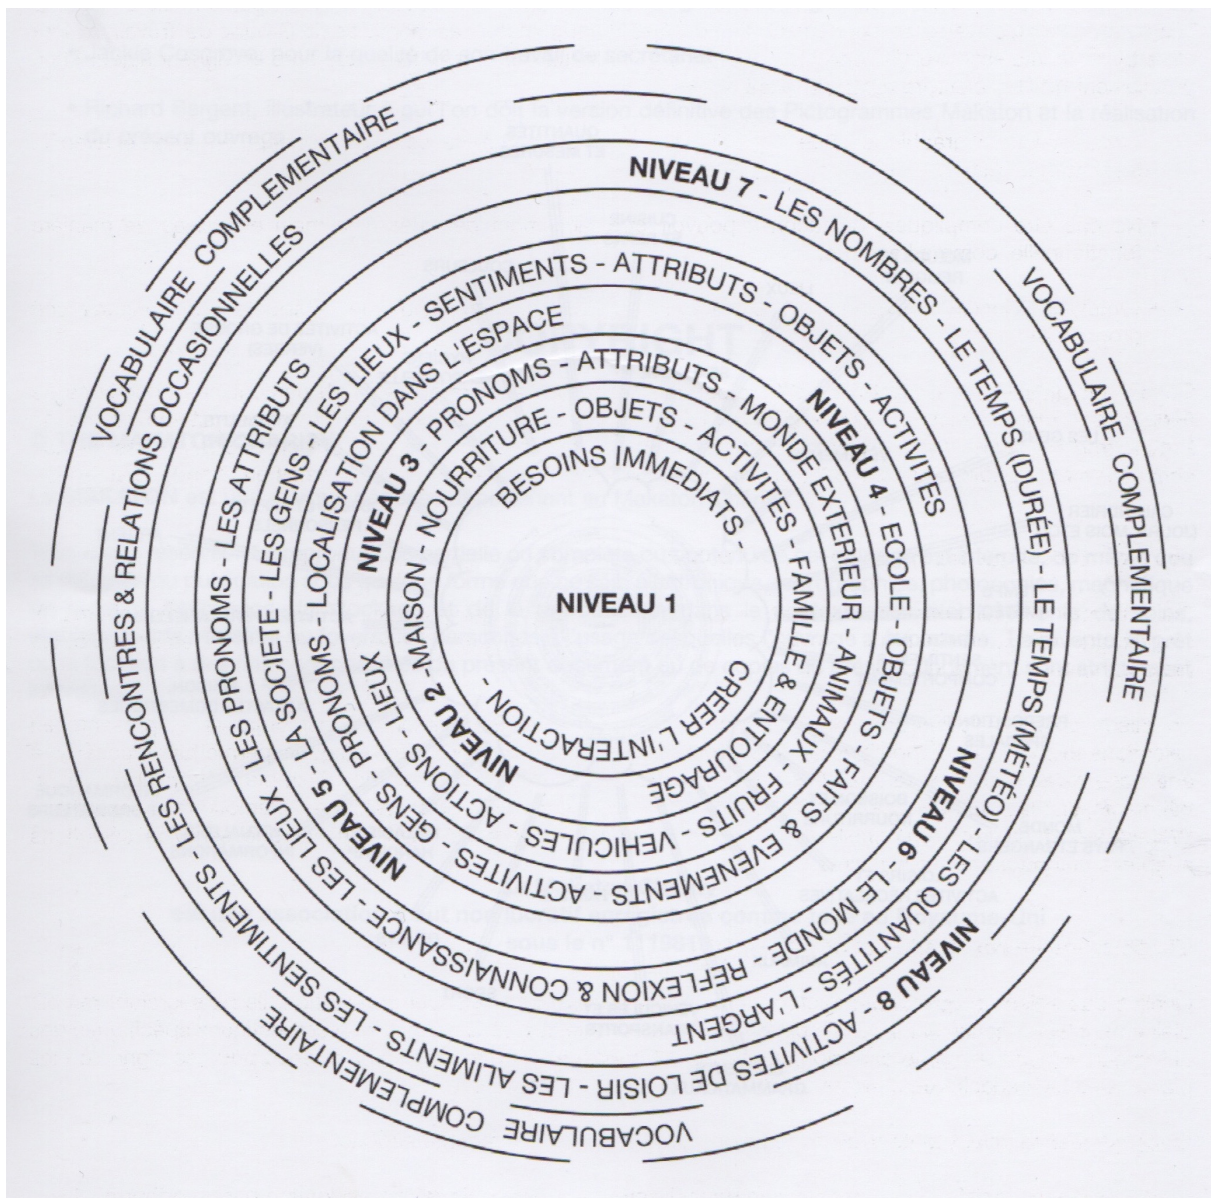 NIVEAU 1
BESOINS IMMEDIATS - CREER L'INTERACTION -
NIVEAU 2 - MAISON NOURRITURE - OBJETS - ACTIVITES - FAMILLE & ENTOURAGE
NIVEAU 3 - PRONOMS - ATTRIBUTS - MONDE EXTERIEUR - ANIMAUX - FRUITS - VEHICULES - ACTIONS - LIEUX
NIVEAU 4 - ECOLE - OBJETS - FAITS & EVENEMENTS - ACTIVITES - GENS - PRONOMS - LOCALISATION DANS L'ESPACE
NIVEAU 5 - LA SOCIETE - LES GENS - LES LIEUX - SENTIMENTS - ATTRIBUTS - OBJETS - ACTIVITES
NIVEAU 6 - LE MONDE - REFLEXION & CONNAISSANCE - LES LIEUX - LES PRONOMS - LES ATTRIBUTS
NIVEAU 7 - LES NOMBRES - LE TEMPS (DURÉE) LE TEMPS (MÉTÉO) - LES QUANTITÉS - L'ARGENT
NIVEAU 8 - ACTIVITES DE LOISIR - LES ALIMENTS - LES SENTIMENTS - LES RENCONTRES & RELATIONS OCCASIONNELLES
VOCABULAIRE COMPLEMENTAIRE
VOCABULAIRE COMPLEMENTAIRE
VOCABULAIRE COMPLEMENTAIRE